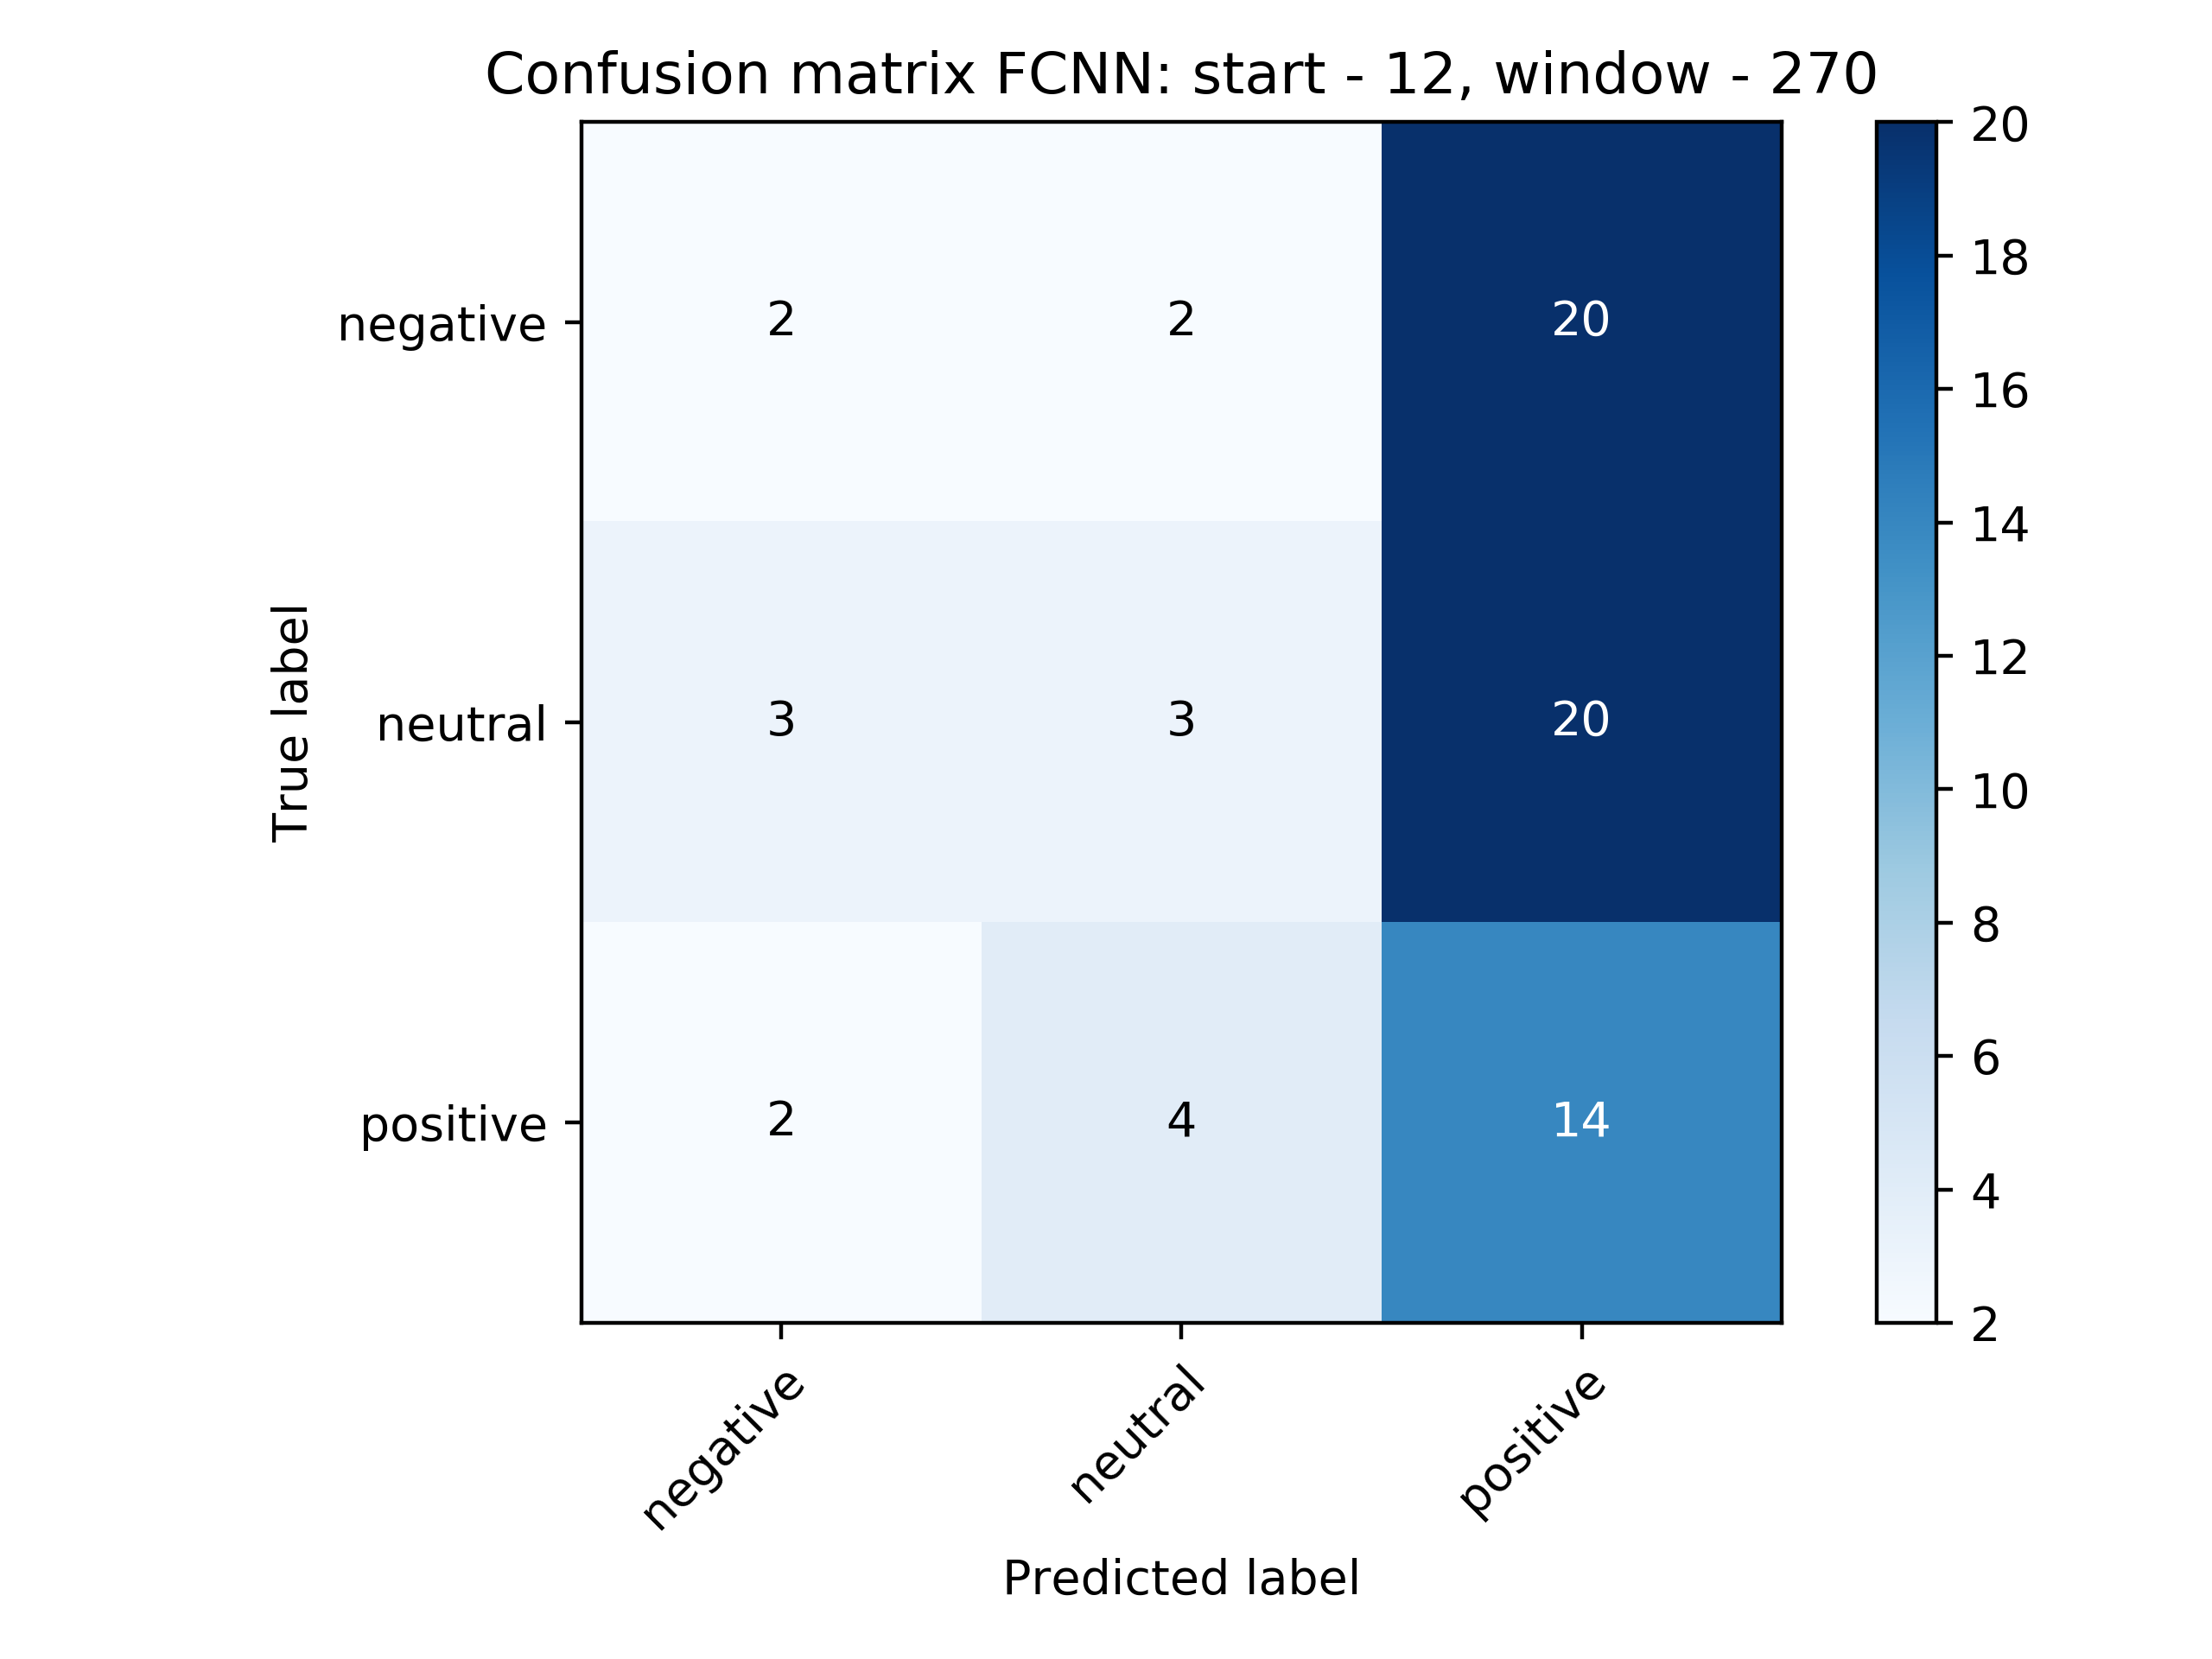 Confusion matrix FCNN: start - 12, window - 270
True label
negative
2 2 20
neutral
3 3 20
positive
2 4 14
negative
neutral
positive
Predicted label
20
18
16
14
12
10
8
6
4
2